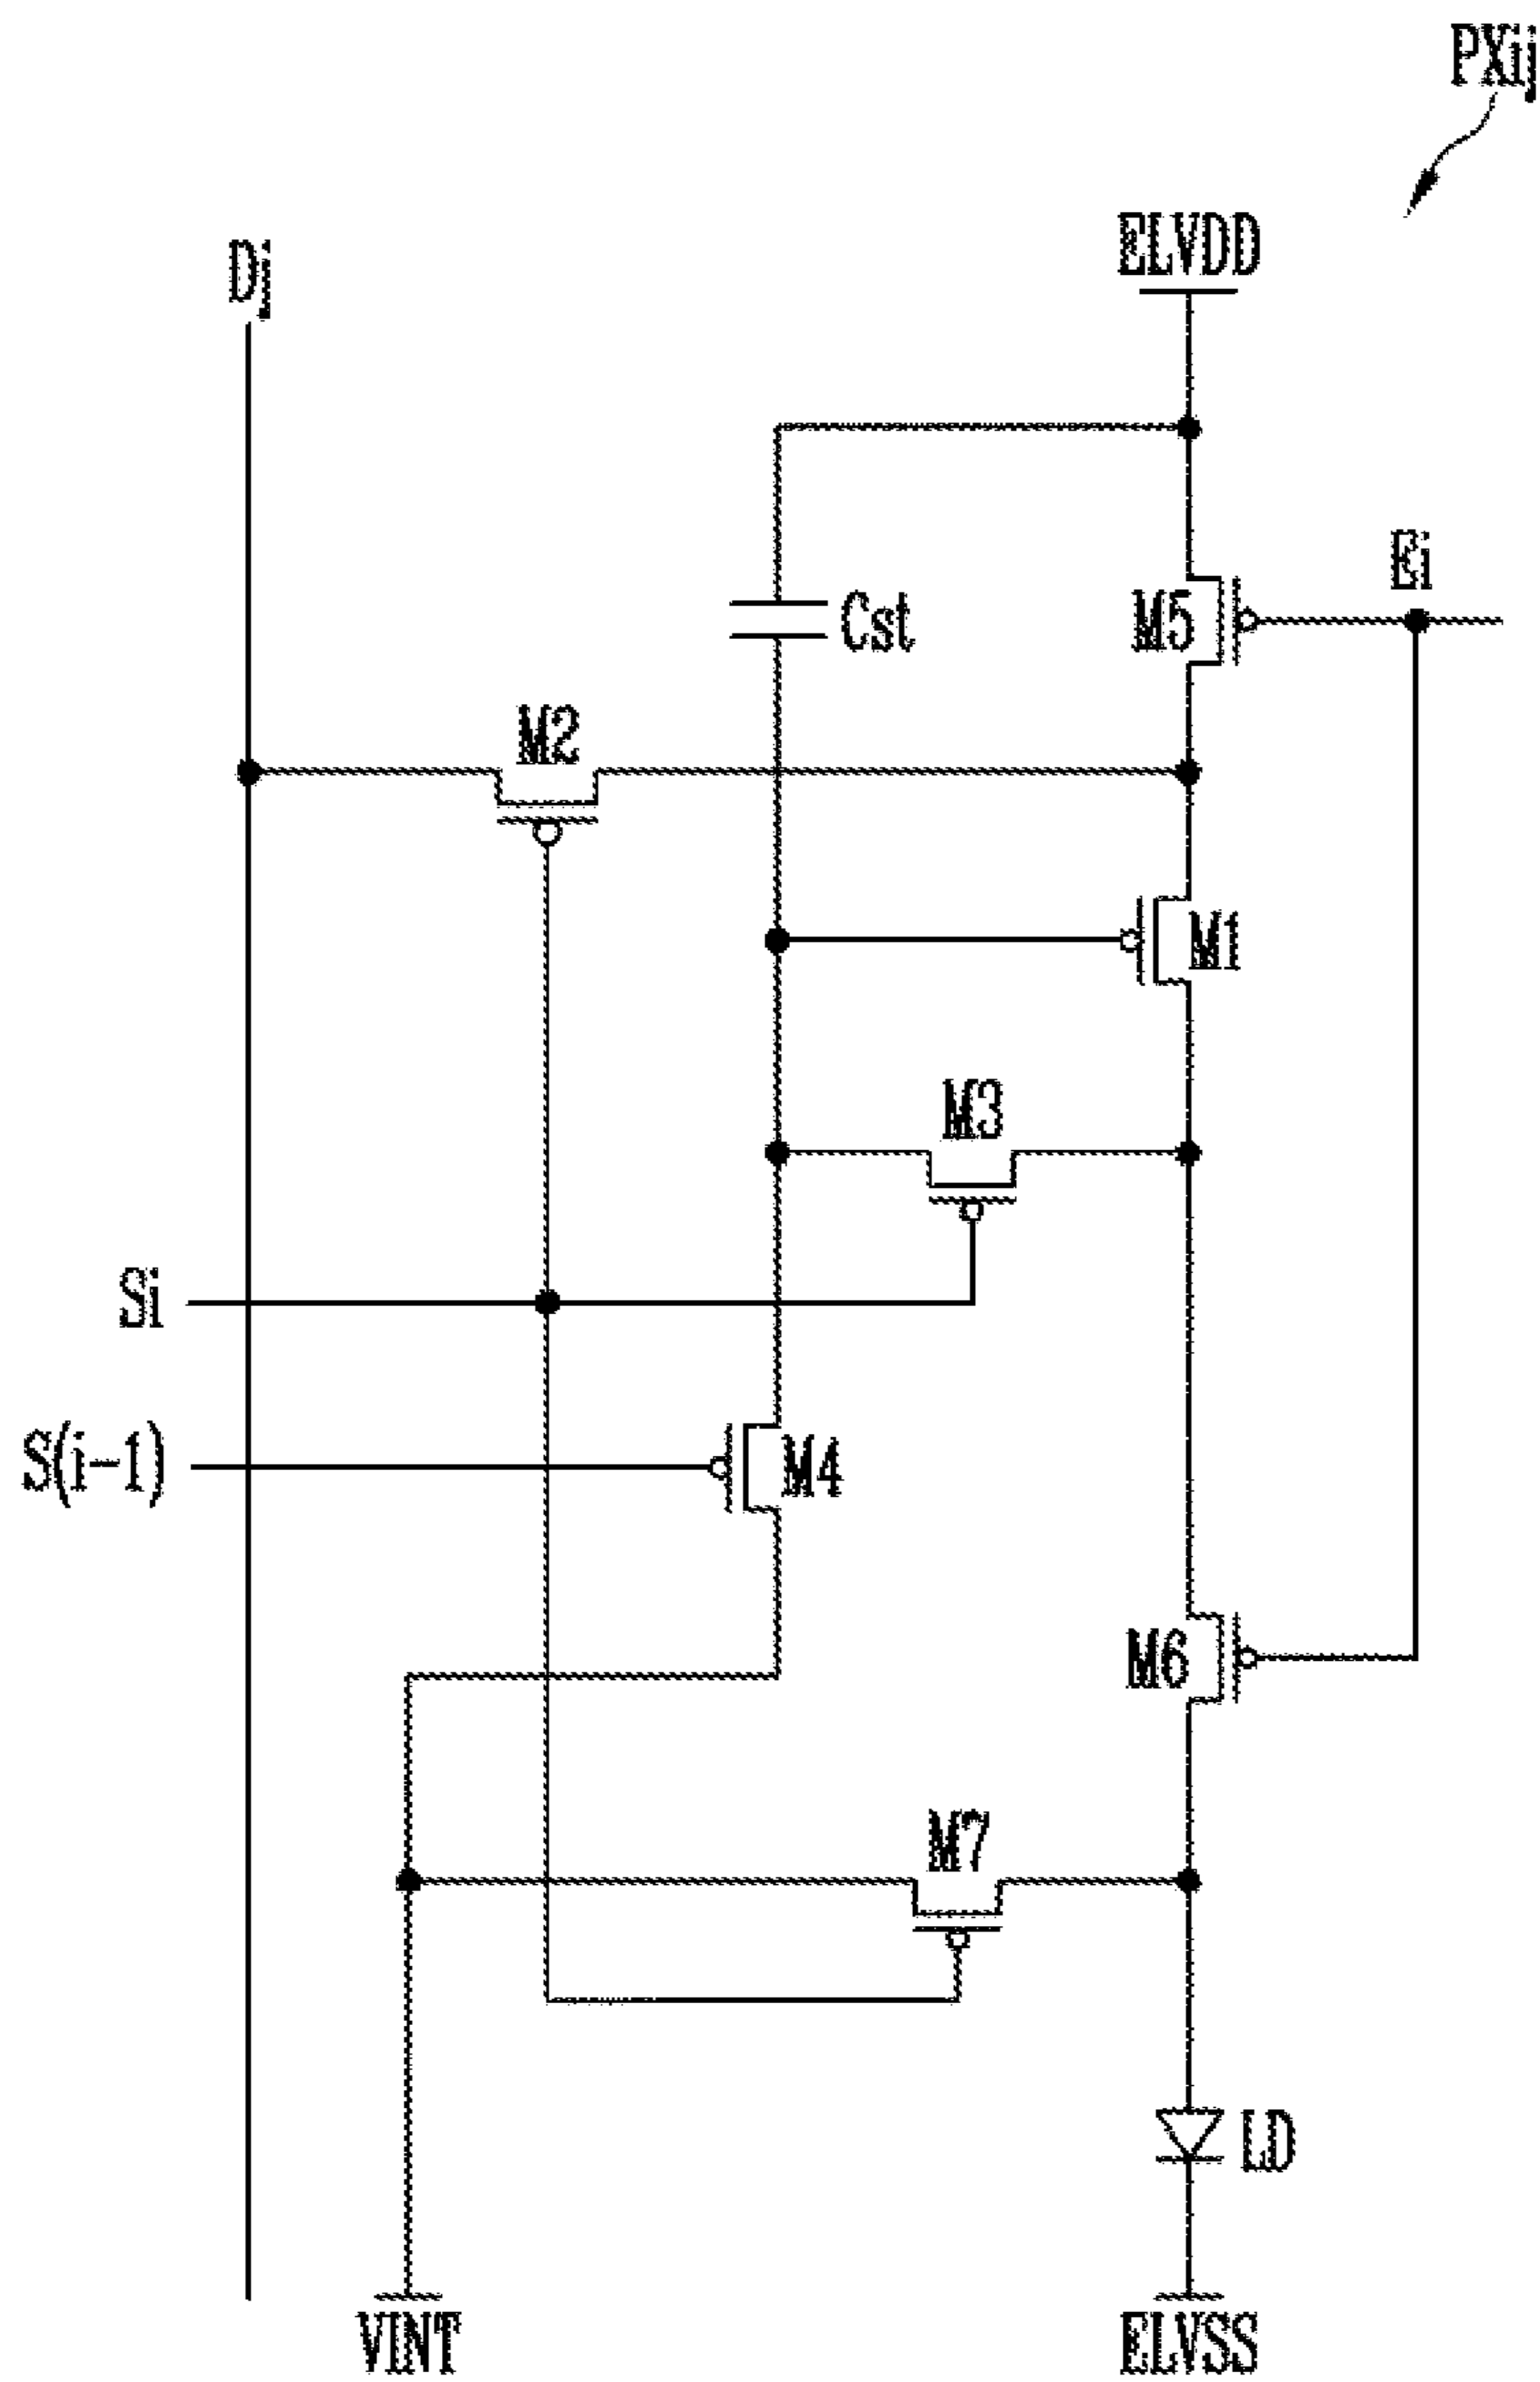 PXij
ELVDD
Dj
Ei
Cst
M5
M2
M1
M3
Si
S(i-1)
M4
M6
M7
LD
VINT
ELVSS